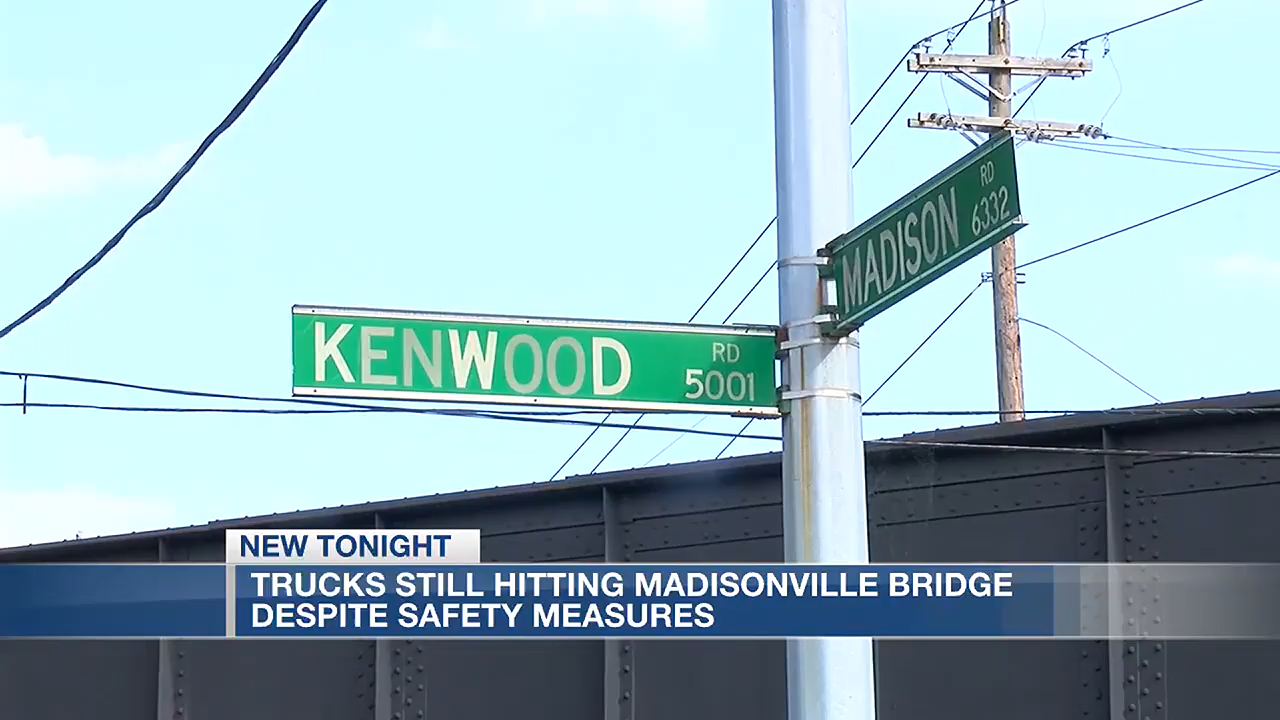 MADISON RD 6332
KENWOOD RD 5001
NEW TONIGHT
TRUCKS STILL HITTING MADISONVILLE BRIDGE
DESPITE SAFETY MEASURES